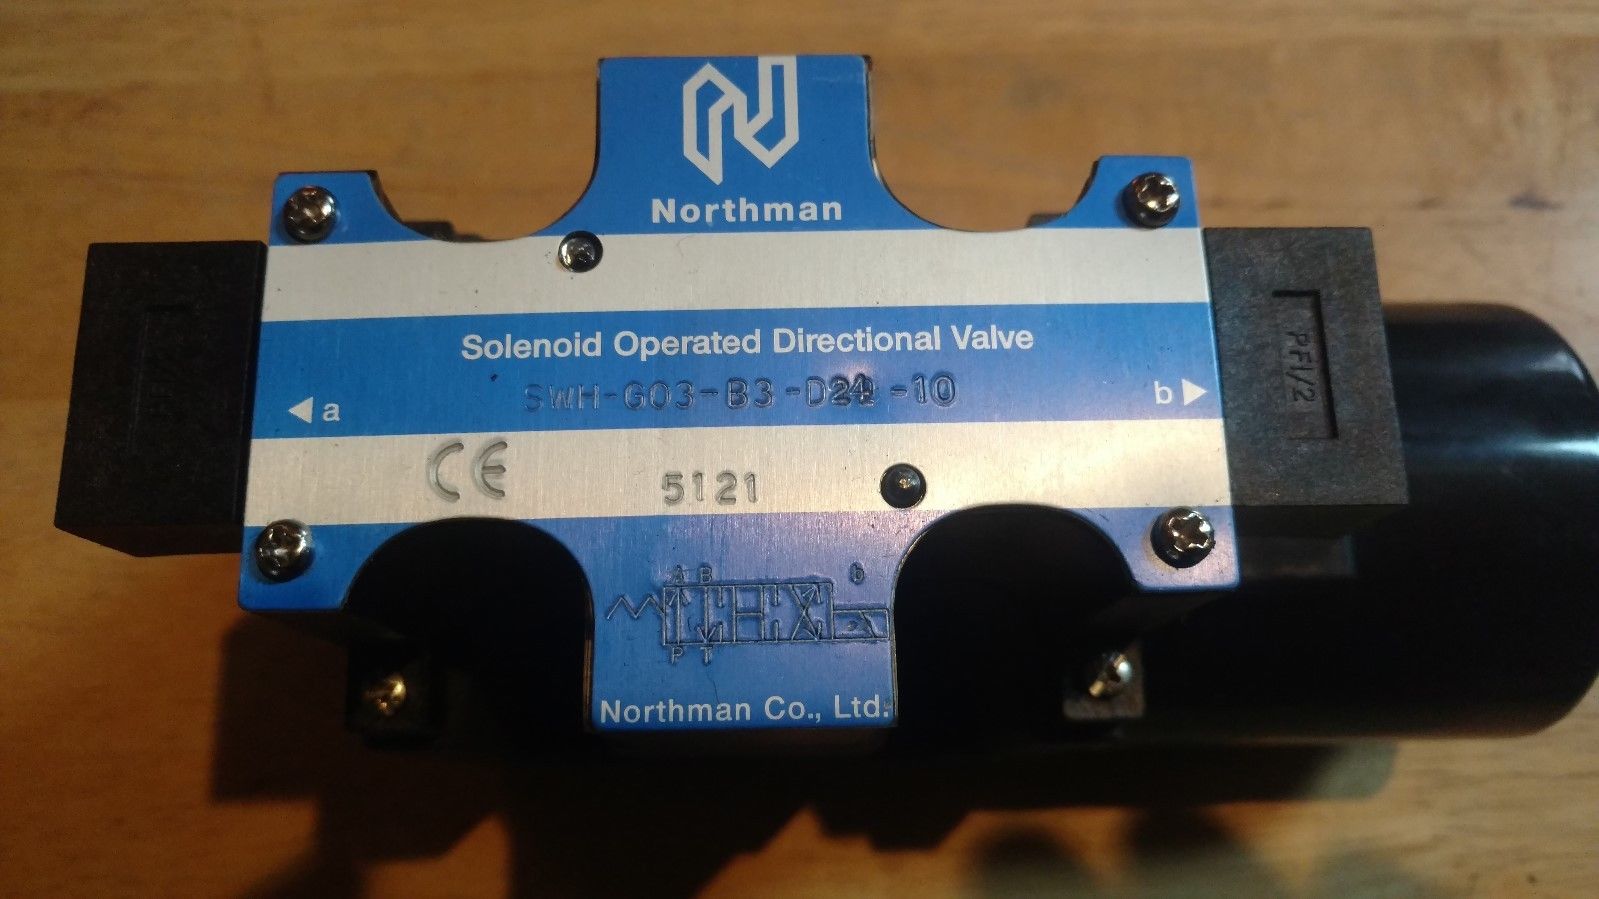 Northman
Solenoid Operated Directional Valve
SWH-G03-B3-D24-10
a
b
CE
5121
PF1/2
A B
b
P T
Northman Co., Ltd.